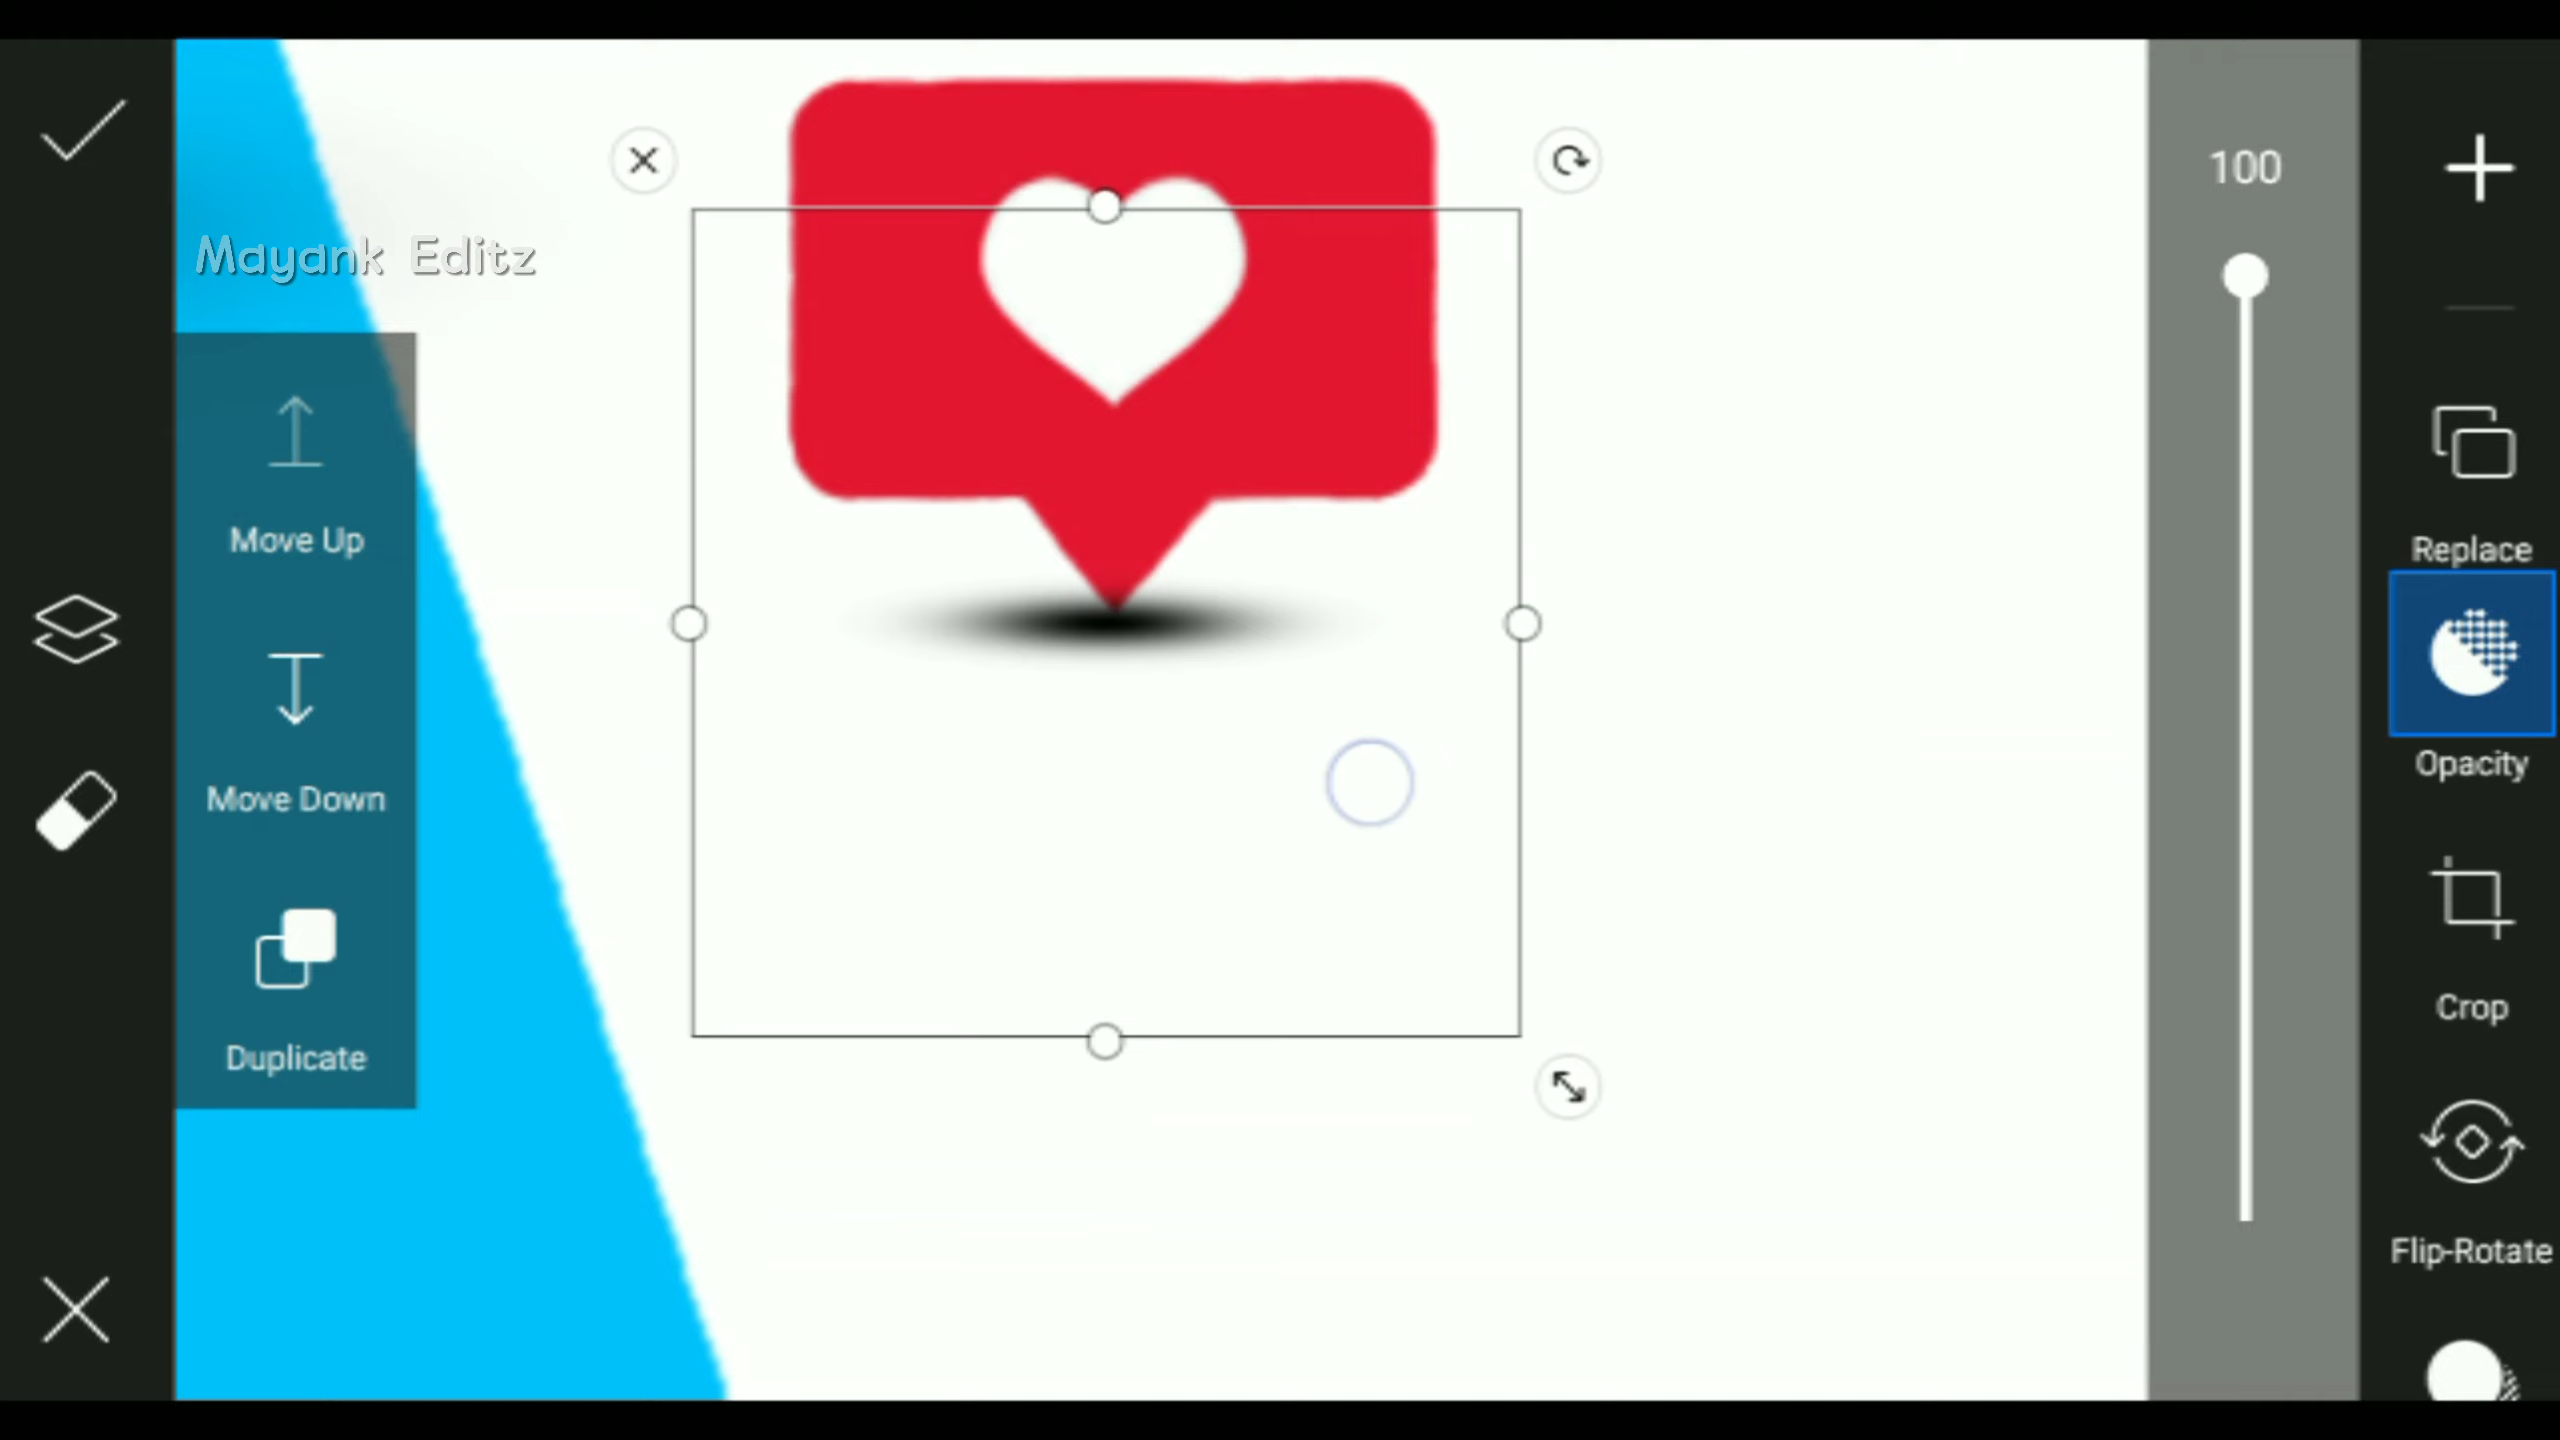 100
Mayank Editz
Move Up
Replace
Opacity
Move Down
Crop
Duplicate
Flip-Rotate